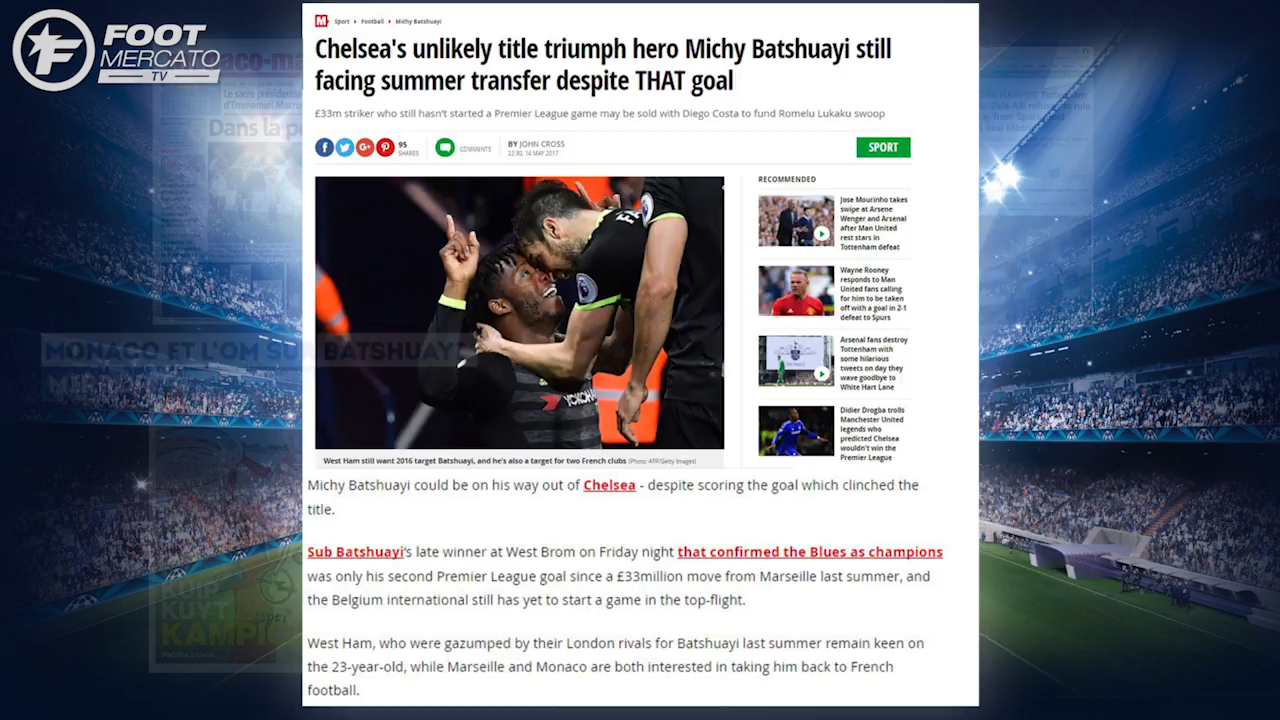 FOOT
MERCATO
TV
M
Sport
Football
Michy Batshuayi
Chelsea's unlikely title triumph hero Michy Batshuayi still
facing summer transfer despite THAT goal
£33m striker who still hasn't started a Premier League game may be sold with Diego Costa to fund Romelu Lukaku swoop
95
SHARES
COMMENTS
BY JOHN CROSS
22:30, 14 MAY 2017
SPORT
RECOMMENDED
Jose Mourinho takes
swipe at Arsene
Wenger and Arsenal
after Man United
rest stars in
Tottenham defeat
Wayne Rooney
responds to Man
United fans calling
for him to be taken
off with a goal in 2-1
defeat to Spurs
Arsenal fans destroy
Tottenham with
some hilarious
tweets on day they
wave goodbye to
White Hart Lane
Didier Drogba trolls
Manchester United
legends who
predicted Chelsea
wouldn't win the
Premier League
West Ham still want 2016 target Batshuayi, and he's also a target for two French clubs (Photo: AFP/Getty Images)
Michy Batshuayi could be on his way out of Chelsea - despite scoring the goal which clinched the
title.
Sub Batshuayi's late winner at West Brom on Friday night that confirmed the Blues as champions
was only his second Premier League goal since a £33million move from Marseille last summer, and
the Belgium international still has yet to start a game in the top-flight.
West Ham, who were gazumped by their London rivals for Batshuayi last summer remain keen on
the 23-year-old, while Marseille and Monaco are both interested in taking him back to French
football.
Le sacre présidentiel
d'Emmanuel Macron
Dans la
MONACO
L'OM SUR BATSHUAYI
KUIP
KUYT
KAMPIO